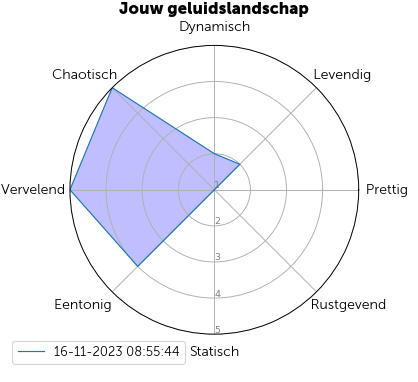 Jouw geluidslandschap
Dynamisch
Chaotisch
Levendig
Vervelend
1
Prettig
2
3
4
Eentonig
Rustgevend
5
16-11-2023 08:55:44
Statisch